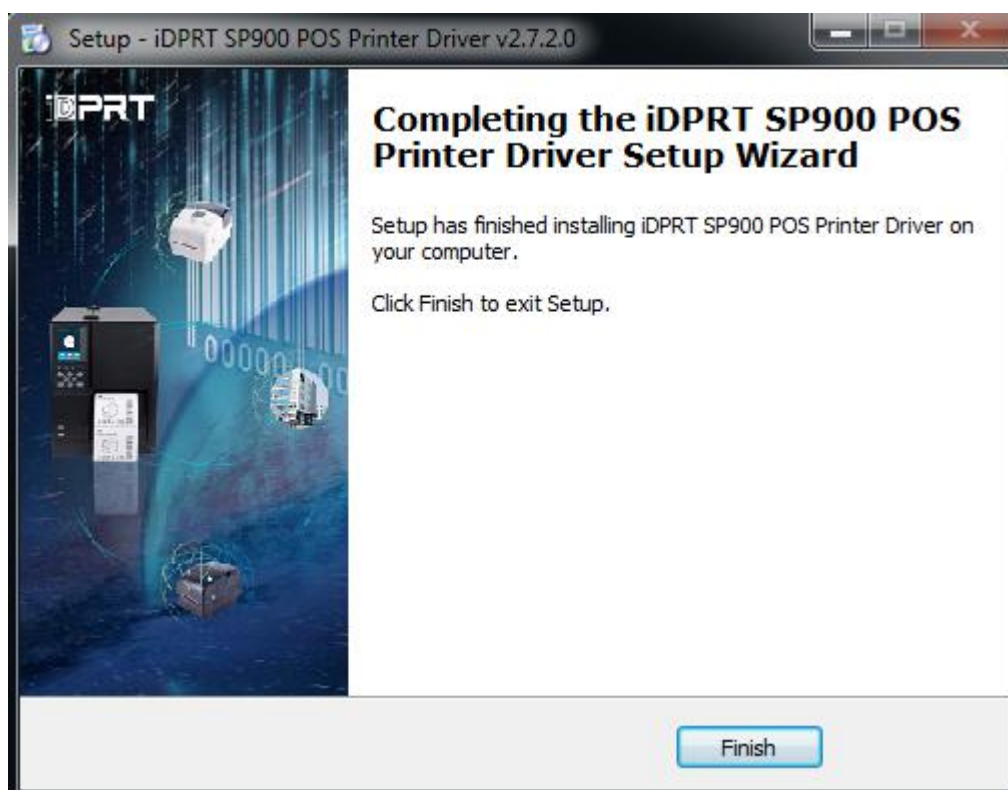 Setup - iDPRT SP900 POS Printer Driver v2.7.2.0
iDPRT
Completing the iDPRT SP900 POS
Printer Driver Setup Wizard
Setup has finished installing iDPRT SP900 POS Printer Driver on
your computer.
Click Finish to exit Setup.
Finish